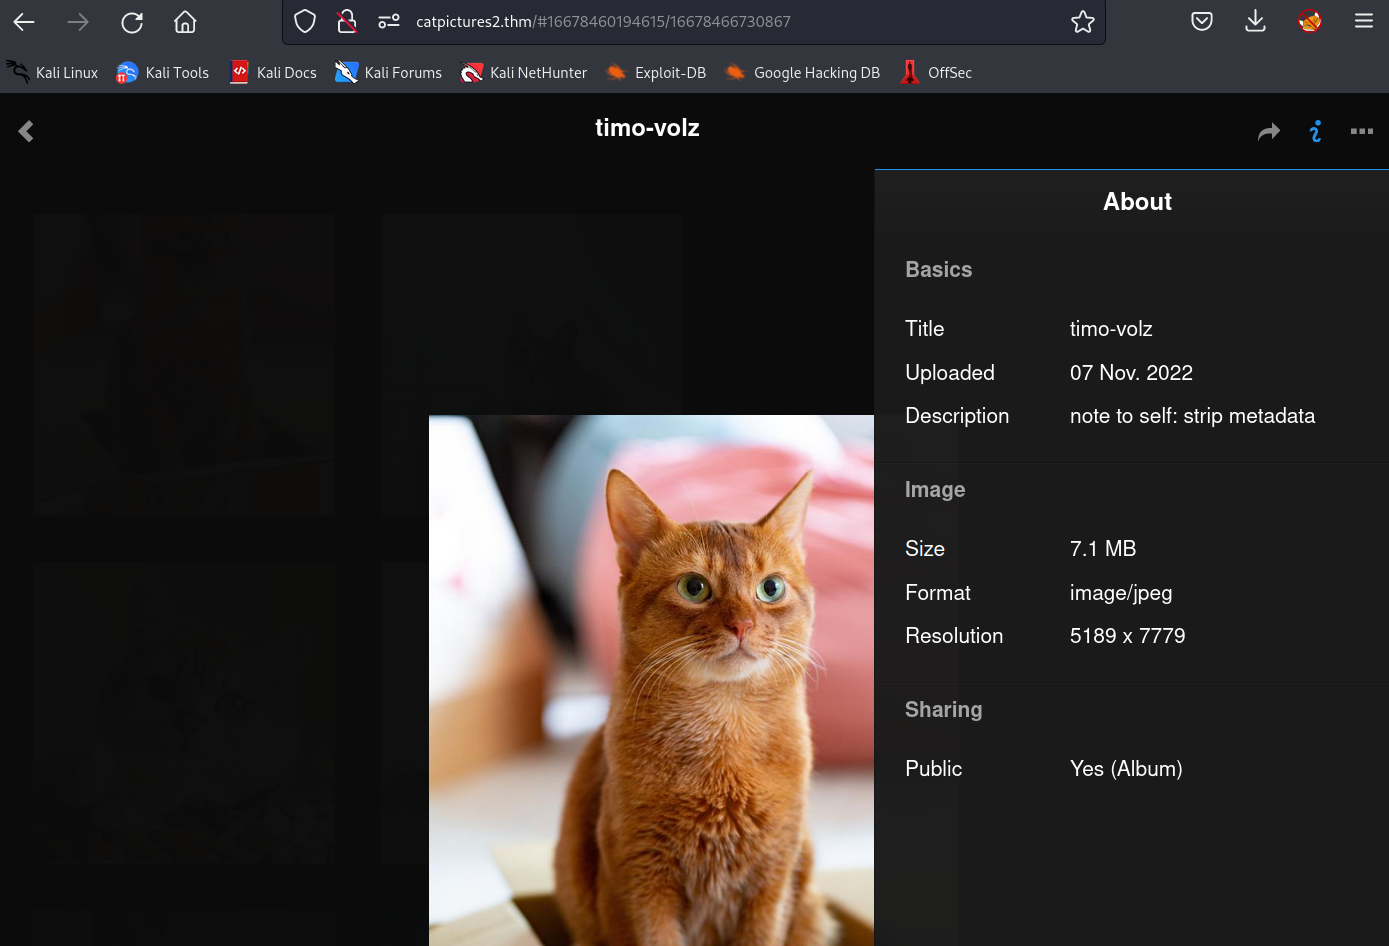 catpictures2.thm/#16678460194615/16678466730867
Kali Linux Kali Tools Kali Docs Kali Forums Kali NetHunter Exploit-DB Google Hacking DB OffSec
timo-volz
About
Basics
Title timo-volz
Uploaded 07 Nov. 2022
Description note to self: strip metadata
Image
Size 7.1 MB
Format image/jpeg
Resolution 5189 x 7779
Sharing
Public Yes (Album)